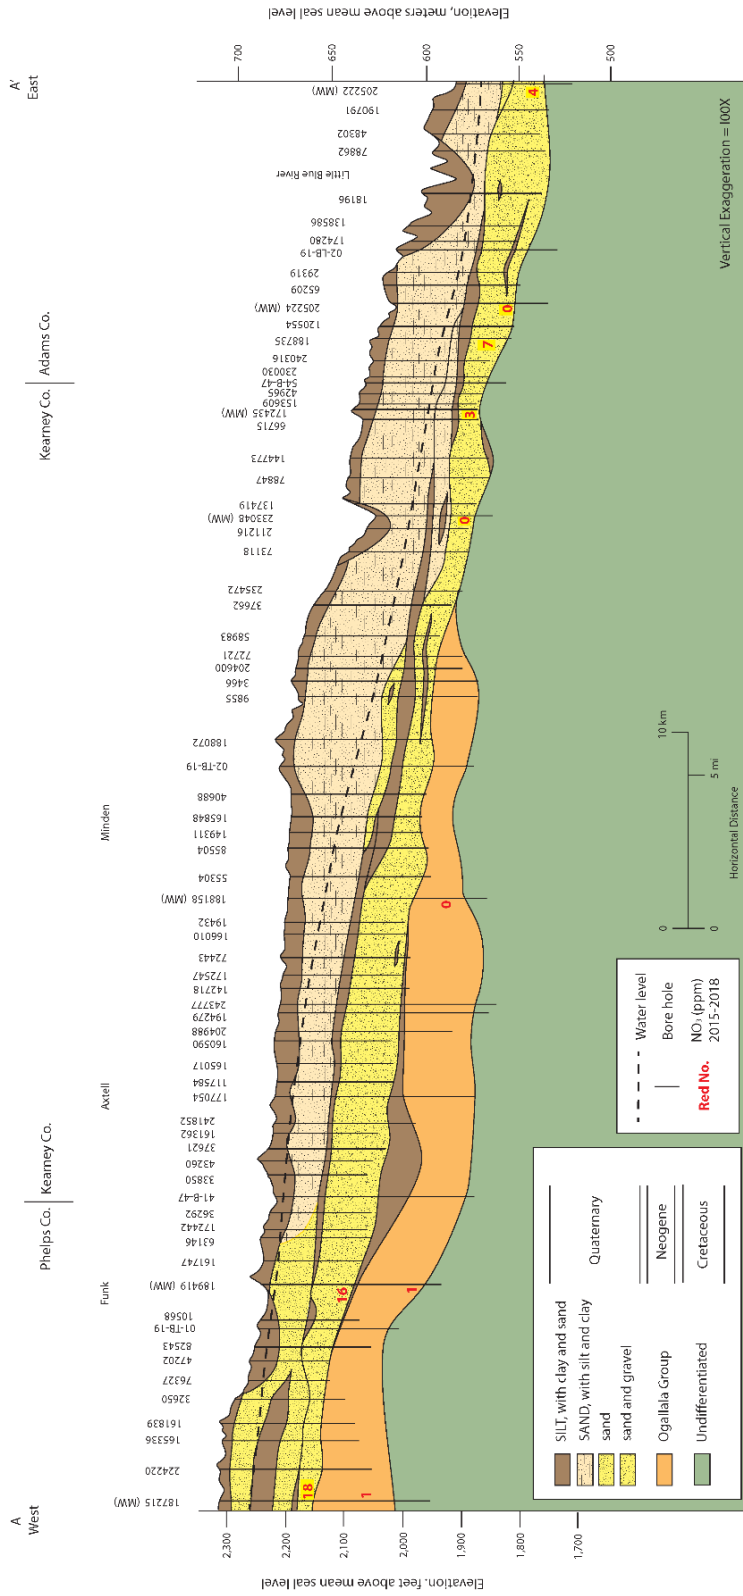 A
West
A'
East
Phelps Co.
Kearney Co.
Kearney Co.
Adams Co.
Funk
Axtell
Minden
187215 (MW)
224220
165336
161839
32650
76327
47202
82543
01-TB-19
10568
189419 (MW)
161747
63146
172442
36292
41-B-47
33850
43260
37621
161362
241852
177054
117584
165017
160590
204988
194279
243777
142718
172547
72443
166010
19432
188158 (MW)
55304
85504
149311
165848
40688
02-TB-19
188072
9855
3466
204600
72721
58983
37662
235472
73118
211216
233048 (MW)
137419
78847
144773
66715
172435 (MW)
153609
42965
54-B-47
230030
240316
188735
120554
205224 (MW)
65209
29319
02-LB-19
174280
138586
18196
Little Blue River
78862
48302
190791
205222 (MW)
Elevation. feet above mean seal level
2,300
2,200
2,100
2,000
1,900
1,800
1,700
Elevation, meters above mean seal level
700
650
600
550
500
18
1
16
1
0
0
3
7
0
4
SILT, with clay and sand
SAND, with silt and clay
sand
sand and gravel
Ogallala Group
Undifferentiated
Quaternary
Neogene
Cretaceous
Water level
Bore hole
Red No.
NO₃ (ppm)
2015-2018
0
10 km
0
5 mi
Horizontal Distance
Vertical Exaggeration = 100X